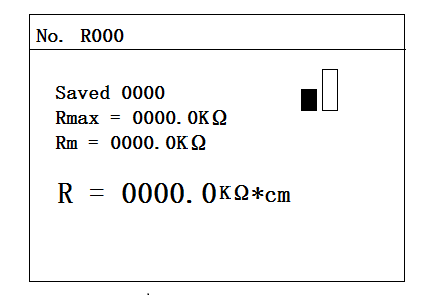 No. R000
Saved 0000
Rmax = 0000.0KΩ
Rm = 0000.0KΩ
R = 0000.0KΩ*cm